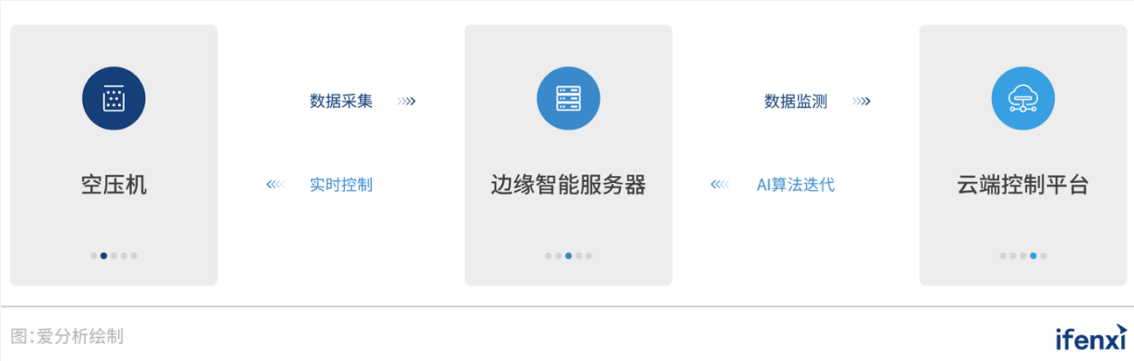 数据采集
数据监测
空压机
实时控制
边缘智能服务器
AI算法迭代
云端控制平台
图:爱分析绘制
ifenxi